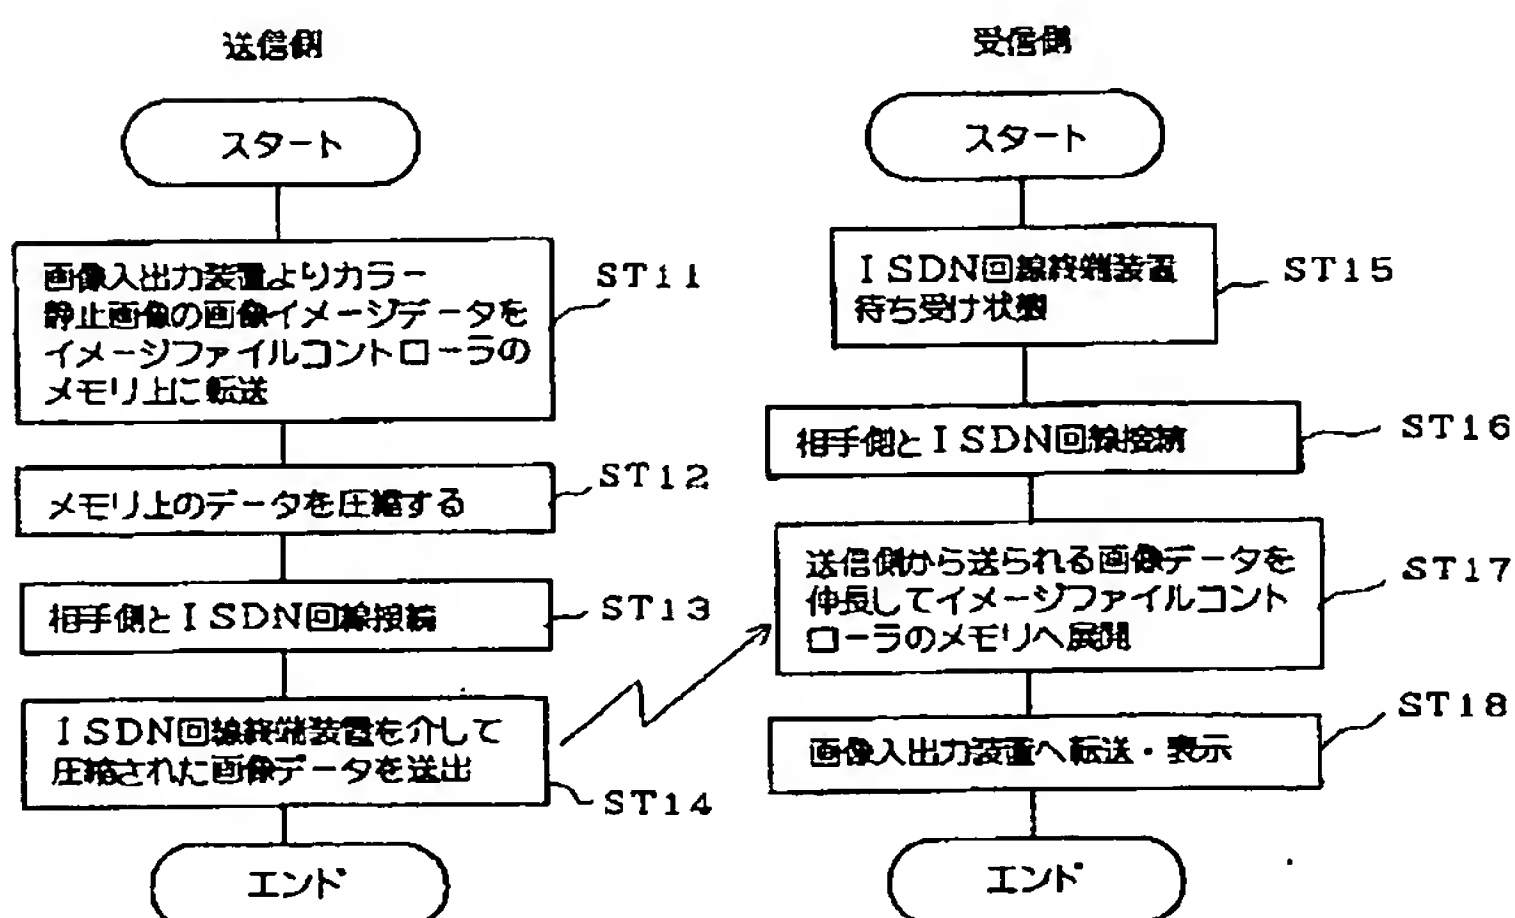 送信側
スタート
画像入出力装置よりカラー
静止画像の画像イメージデータを
イメージファイルコントローラの
メモリ上に転送
ST11
メモリ上のデータを圧縮する
ST12
相手側とISDN回線接続
ST13
ISDN回線終端装置を介して
圧縮された画像データを送出
ST14
エンド
受信側
スタート
ISDN回線終端装置
待ち受け状態
ST15
相手側とISDN回線接続
ST16
送信側から送られる画像データを
伸長してイメージファイルコント
ローラのメモリへ展開
ST17
画像入出力装置へ転送・表示
ST18
エンド